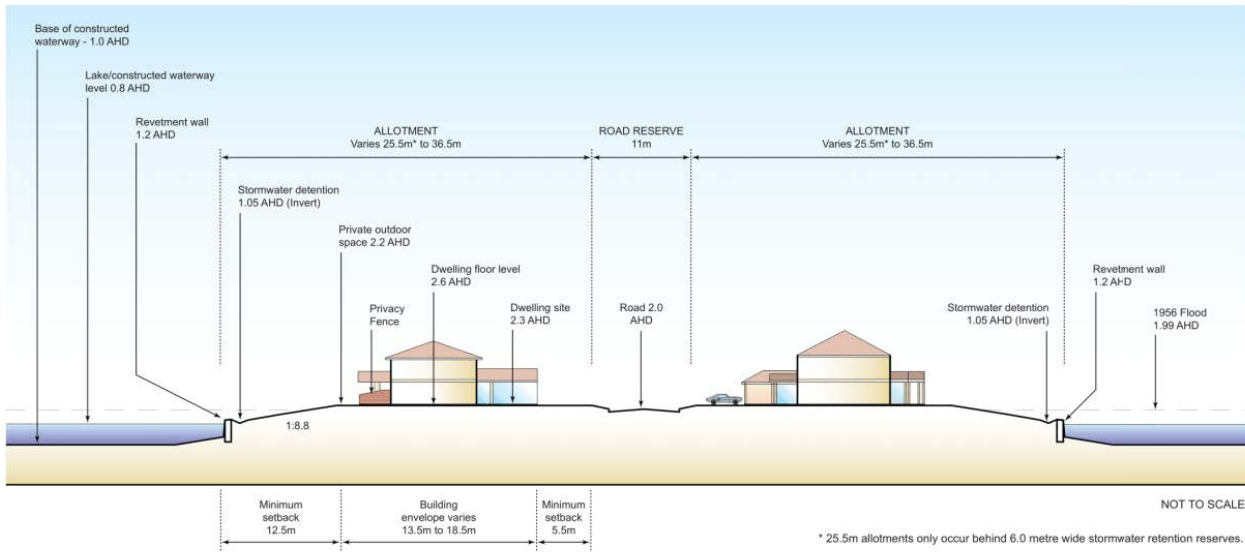 Base of constructed
waterway - 1.0 AHD
Lake/constructed waterway
level 0.8 AHD
Revetment wall
1.2 AHD
ALLOTMENT
Varies 25.5m* to 36.5m
ROAD RESERVE
11m
ALLOTMENT
Varies 25.5m* to 36.5m
Stormwater detention
1.05 AHD (Invert)
Private outdoor
space 2.2 AHD
Dwelling floor level
2.6 AHD
Privacy
Fence
Dwelling site
2.3 AHD
Road 2.0
AHD
Stormwater detention
1.05 AHD (Invert)
Revetment wall
1.2 AHD
1956 Flood
1.99 AHD
1:8.8
Minimum
setback
12.5m
Building
envelope varies
13.5m to 18.5m
Minimum
setback
5.5m
NOT TO SCALE
* 25.5m allotments only occur behind 6.0 metre wide stormwater retention reserves.